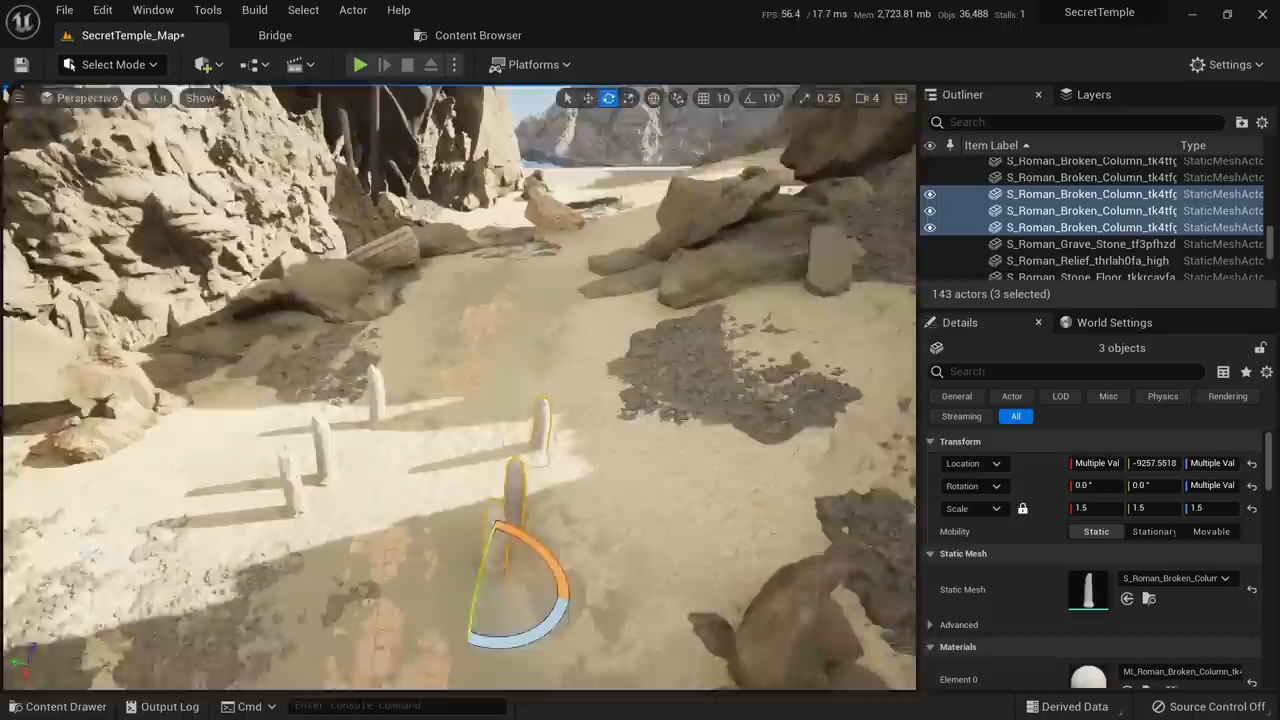 File Edit Window Tools Build Select Actor Help
FPS: 56.4 / 17.7 ms Mem: 2,723.81 mb Objs: 36,488 Stalls: 1
SecretTemple
SecretTemple_Map*
Bridge
Content Browser
Select Mode
Platforms
Settings
Perspective
Show
10
10°
0.25
4
Outliner
Layers
Search...
Item Label
Type
S_Roman_Broken_Column_tk4tfg StaticMeshActo
S_Roman_Broken_Column_tk4tfg StaticMeshActo
S_Roman_Broken_Column_tk4tfg StaticMeshActo
S_Roman_Broken_Column_tk4tfg StaticMeshActo
S_Roman_Broken_Column_tk4tfg StaticMeshActo
S_Roman_Grave_Stone_tf3pfhzd StaticMeshActo
S_Roman_Relief_thrlah0fa_high StaticMeshActo
143 actors (3 selected)
Details
World Settings
3 objects
Search
General Actor LOD Misc Physics Rendering
Streaming All
Transform
Location Multiple Val -9257.5518 Multiple Val
Rotation 0.0 ° 0.0 ° Multiple Val
Scale 1.5 1.5 1.5
Mobility Static Stationary Movable
Static Mesh
Static Mesh S_Roman_Broken_Colum
Advanced
Materials
Element 0 MI_Roman_Broken_Column_tk4
Content Drawer
Output Log
Cmd
Enter Console Command
Derived Data
Source Control Off